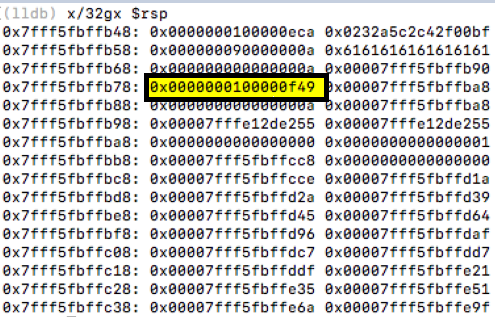 (lldb) x/32gx $rsp
0x7fff5fbffb48: 0x0000000100000eca 0x0232a5c2c42f00bf
0x7fff5fbffb58: 0x000000090000000a 0x6161616161616161
0x7fff5fbffb68: 0x000000000000000a 0x00007fff5fbffb90
0x7fff5fbffb78: 0x0000000100000f49 0x00007fff5fbffba8
0x7fff5fbffb88: 0x0000000000000065 0x00007fff5fbffba8
0x7fff5fbffb98: 0x00007fffe12de255 0x00007fffe12de255
0x7fff5fbffba8: 0x0000000000000000 0x0000000000000001
0x7fff5fbffbb8: 0x00007fff5fbffcc8 0x0000000000000000
0x7fff5fbffbc8: 0x00007fff5fbffcce 0x00007fff5fbffd1a
0x7fff5fbffbd8: 0x00007fff5fbffd2a 0x00007fff5fbffd39
0x7fff5fbffbe8: 0x00007fff5fbffd45 0x00007fff5fbffd64
0x7fff5fbffbf8: 0x00007fff5fbffd96 0x00007fff5fbffdaf
0x7fff5fbffc08: 0x00007fff5fbffdc7 0x00007fff5fbffdd7
0x7fff5fbffc18: 0x00007fff5fbffddf 0x00007fff5fbffe21
0x7fff5fbffc28: 0x00007fff5fbffe35 0x00007fff5fbffe51
0x7fff5fbffc38: 0x00007fff5fbffe6a 0x00007fff5fbffe9f